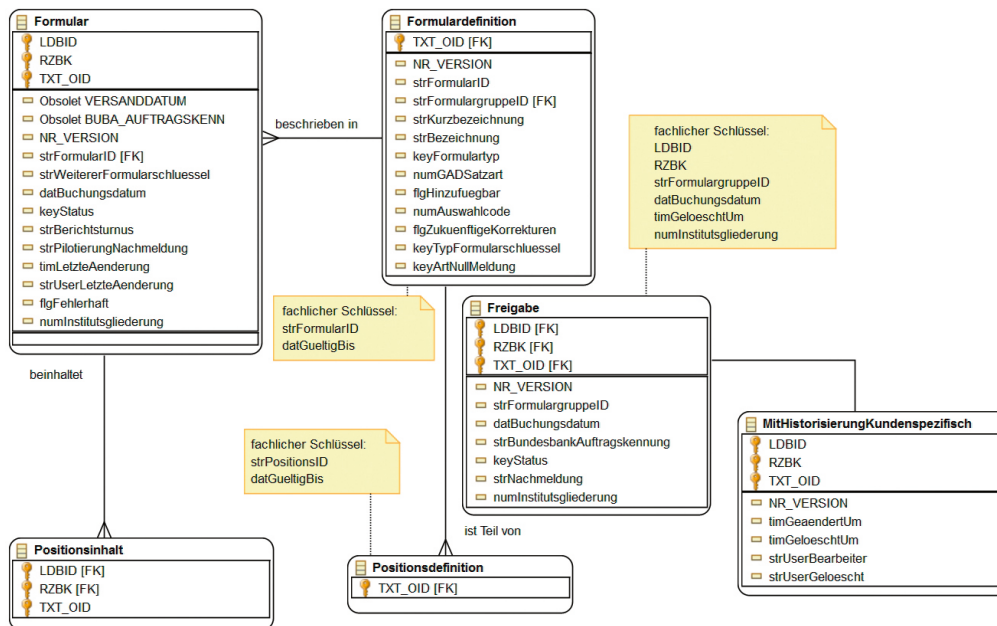 Formular
LDBID
RZBK
TXT_OID
Obsolet VERSANDDATUM
Obsolet BUBA_AUFTRAGSKENN
NR_VERSION
strFormularID [FK]
strWeitererFormularschluessel
datBuchungsdatum
keyStatus
strBerichtsturnus
strPilotierungNachmeldung
timLetzteAenderung
strUserLetzteAenderung
flgFehlerhaft
numInstitutsgliederung
beschrieben in
Formulardefinition
TXT_OID [FK]
NR_VERSION
strFormularID
strFormulargruppeID [FK]
strKurzbezeichnung
strBezeichnung
keyFormulartyp
numGADSatzart
flgHinzufuegbar
numAuswahlcode
flgZukuenftigeKorrekturen
keyTypFormularschluessel
keyArtNullMeldung
fachlicher Schlüssel:
LDBID
RZBK
strFormulargruppeID
datBuchungsdatum
timGeloeschtUm
numInstitutsgliederung
fachlicher Schlüssel:
strFormularID
datGueltigBis
Freigabe
LDBID [FK]
RZBK [FK]
TXT_OID [FK]
NR_VERSION
strFormulargruppeID
datBuchungsdatum
strBundesbankAuftragskennung
keyStatus
strNachmeldung
numInstitutsgliederung
beinhaltet
fachlicher Schlüssel:
strPositionsID
datGueltigBis
MitHistorisierungKundenspezifisch
LDBID
RZBK
TXT_OID
NR_VERSION
timGeaendertUm
timGeloeschtUm
strUserBearbeiter
strUserGeloescht
ist Teil von
Positionsinhalt
LDBID [FK]
RZBK [FK]
TXT_OID
Positionsdefinition
TXT_OID [FK]